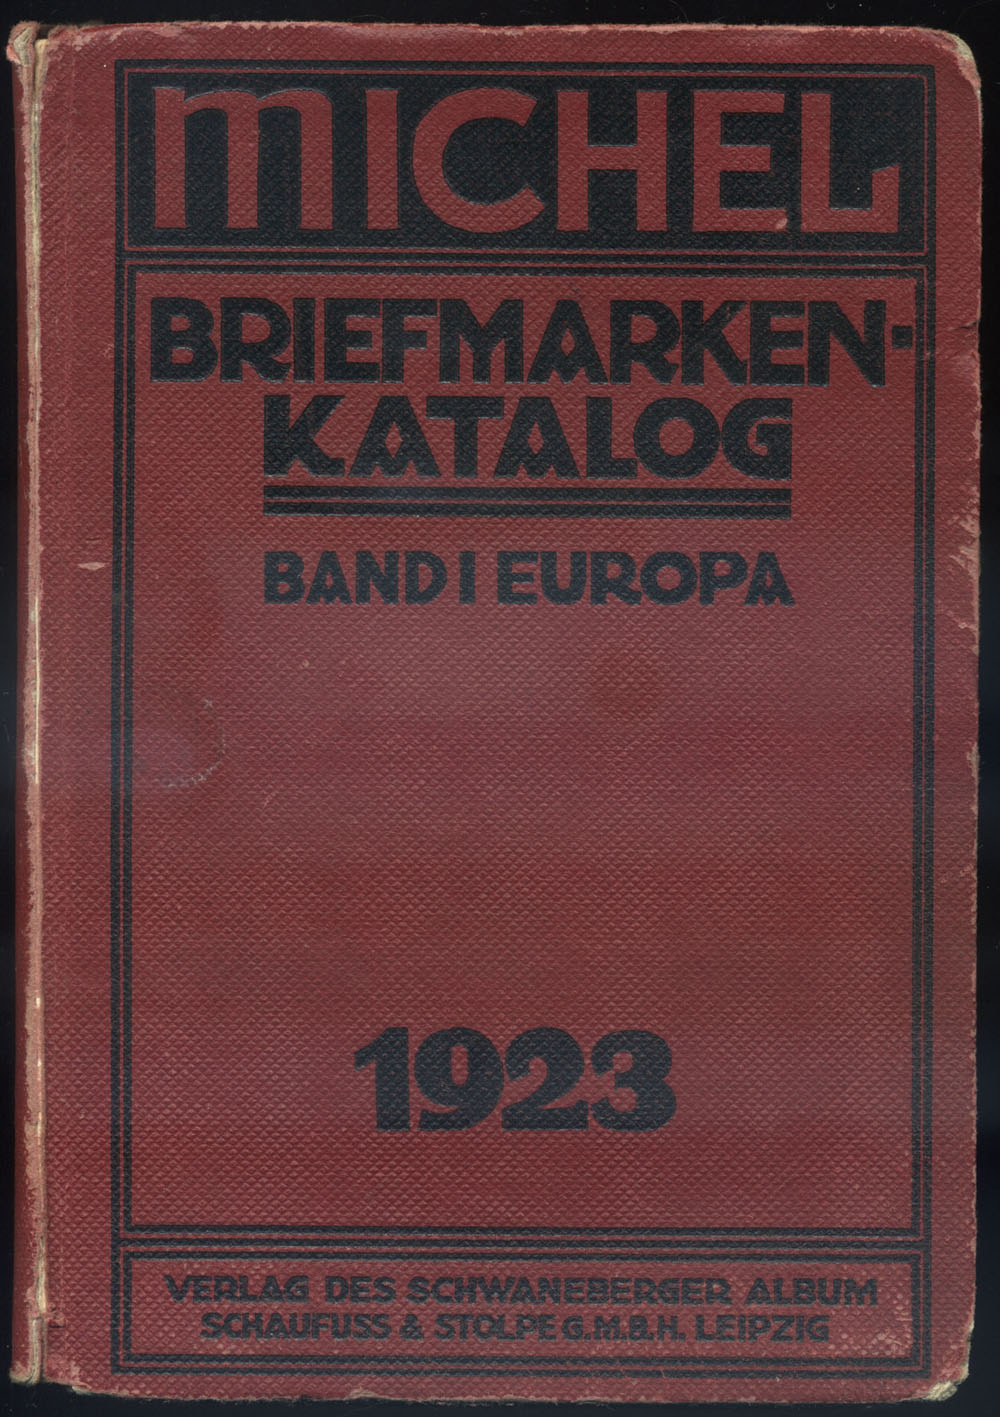 MICHEL
BRIEFMARKEN-
KATALOG
BAND I EUROPA
1923
VERLAG DES SCHWANEBERGER ALBUM
SCHAUFUSS & STOLPE G.M.B.H. LEIPZIG